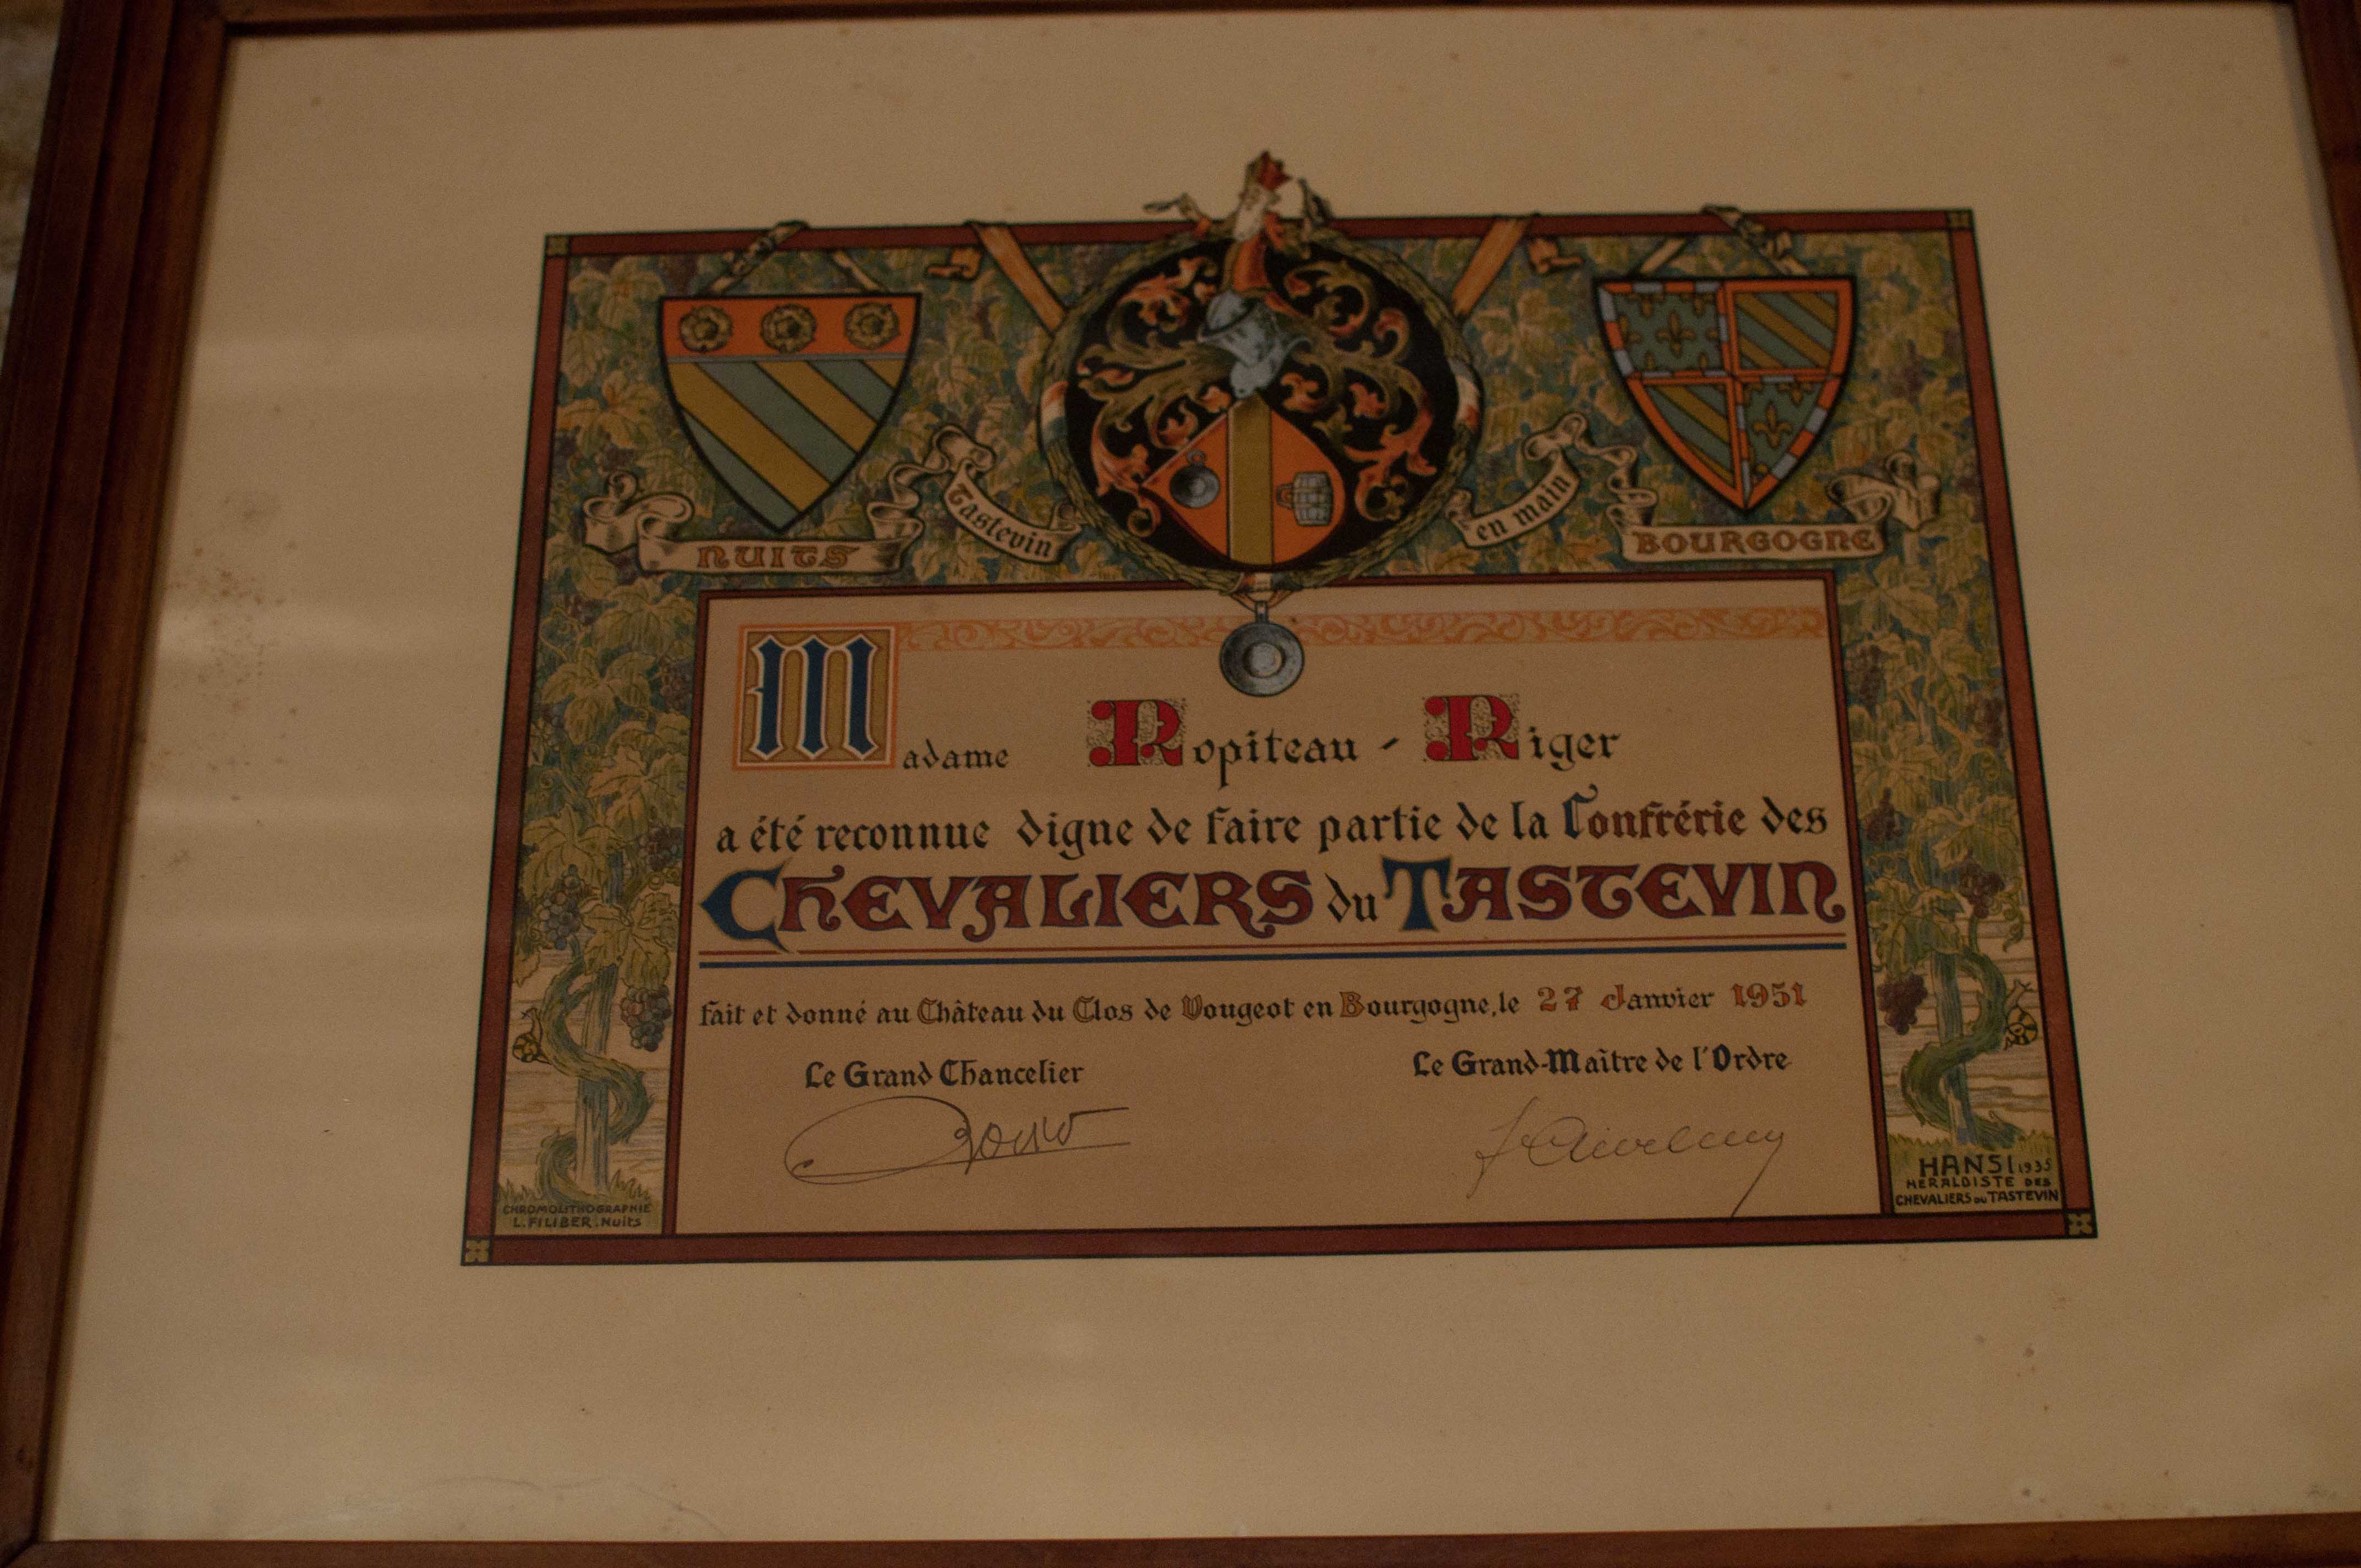 NUITS
Tastevin
en main
BOURGOGNE
Madame Ropiteau - Riger
a été reconnue digne de faire partie de la Confrérie des
CHEVALIERS du TASTEVIN
fait et donné au Château du Clos de Vougeot en Bourgogne, le 27 Janvier 1951
Le Grand Chancelier
Le Grand-Maître de l'Ordre
CHROMOLITHOGRAPHIE
L. FILIBER. Nuits
HANSI 1935
HÉRALDISTE DES
CHEVALIERS DU TASTEVIN